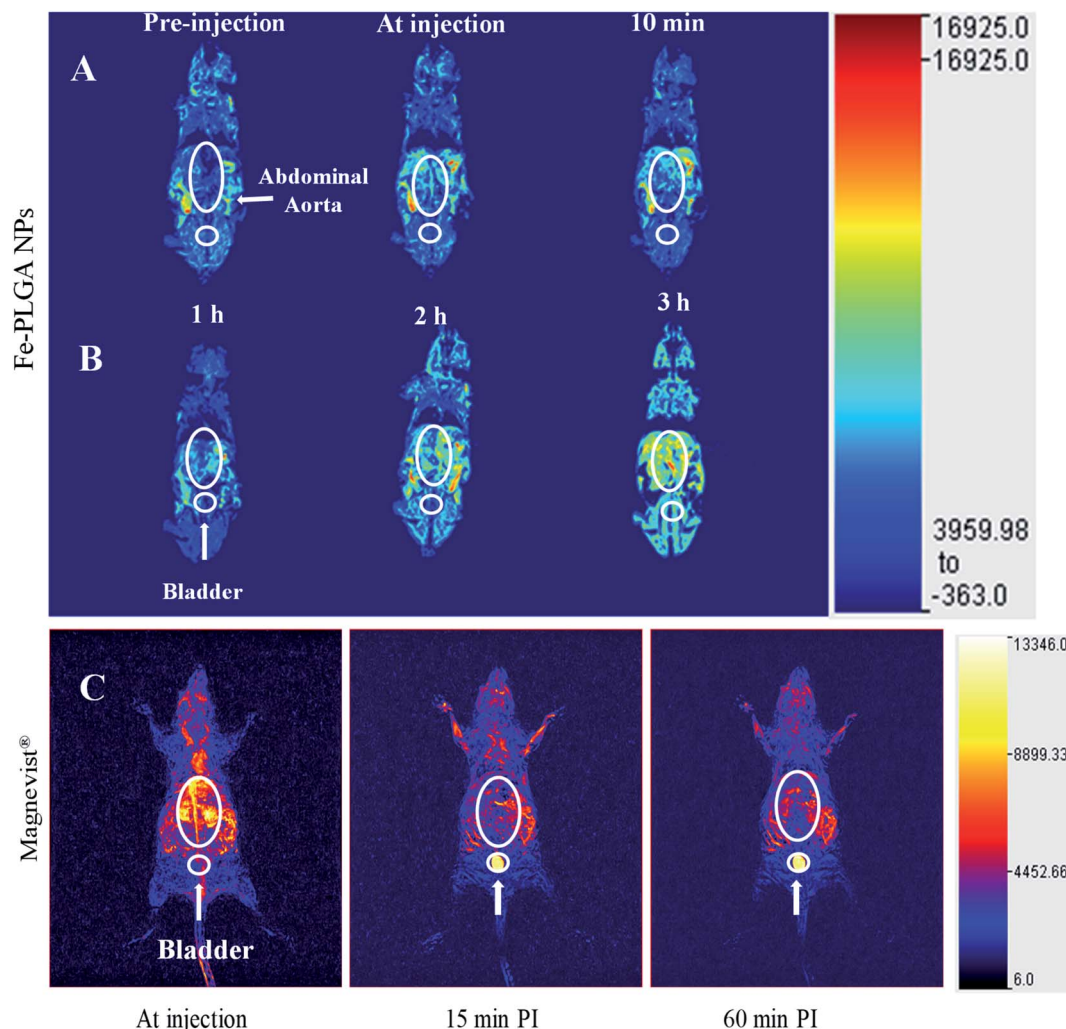 Pre-injection At injection 10 min
A
Abdominal
Aorta
1 h 2 h 3 h
B
Bladder
Fe-PLGA NPs
16925.0
16925.0
3959.98
to
-363.0
C
Bladder
Magnevist®
13346.0
8899.33
4452.66
6.0
At injection 15 min PI 60 min PI